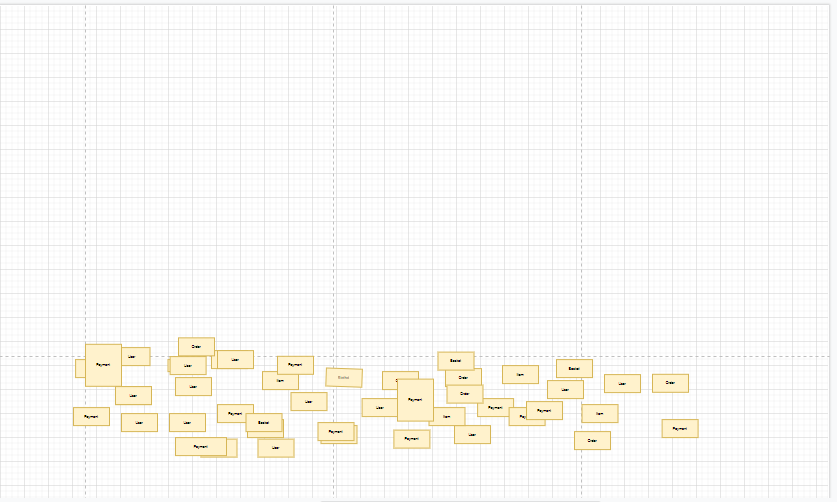 Order
User
User
Payment
User
Payment
User
Item
Basket
User
User
Payment
User
User
Payment
Basket
Payment
User
Payment
Basket
Order
Item
Basket
Order
User
User
Order
Payment
User
Payment
Payment
Item
Item
Payment
User
Payment
Order